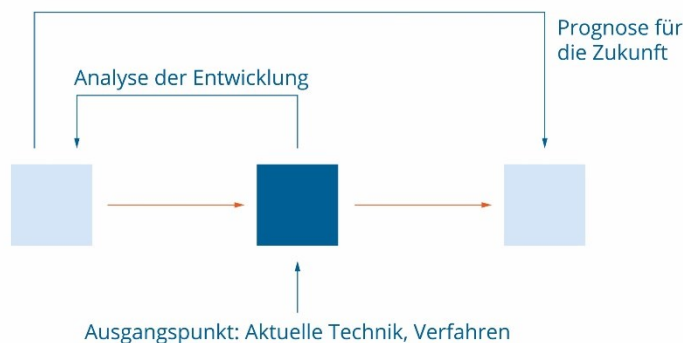 Prognose für
die Zukunft
Analyse der Entwicklung
Ausgangspunkt: Aktuelle Technik, Verfahren